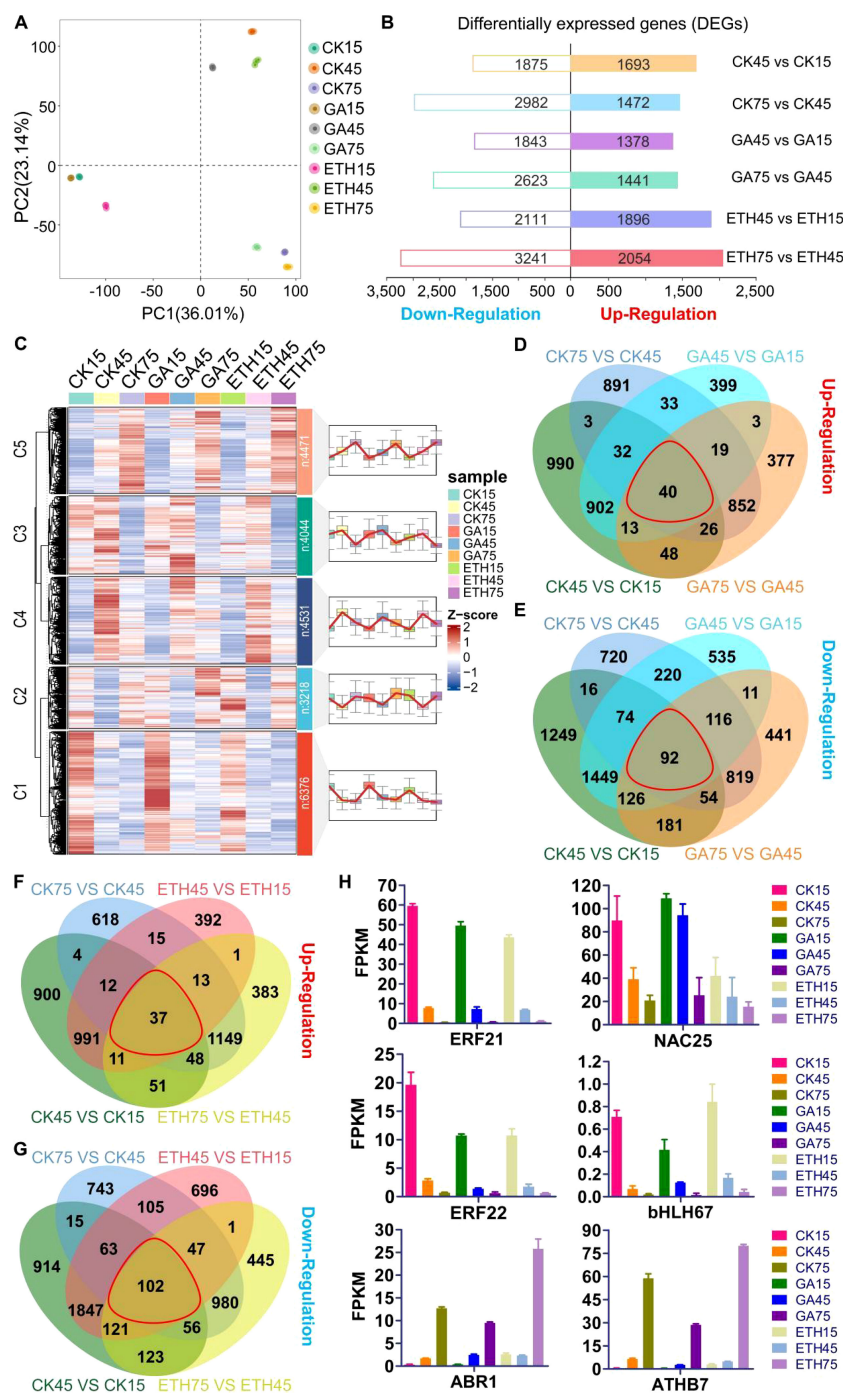 A
100
50
0
-50
PC2(23.14%)
-100 -50 0 50 100
PC1(36.01%)
CK15
CK45
CK75
GA15
GA45
GA75
ETH15
ETH45
ETH75
B
Differentially expressed genes (DEGs)
1875 1693 CK45 vs CK15
2982 1472 CK75 vs CK45
1843 1378 GA45 vs GA15
2623 1441 GA75 vs GA45
2111 1896 ETH45 vs ETH15
3241 2054 ETH75 vs ETH45
3,500 2,500 1,500 500 0 500 1,500 2,500
Down-Regulation Up-Regulation
C
CK15 CK45 CK75 GA15 GA45 GA75 ETH15 ETH45 ETH75
C5
n:4471
C3
n:4044
C4
n:4531
C2
n:3218
C1
n:6376
sample
CK15
CK45
CK75
GA15
GA45
GA75
ETH15
ETH45
ETH75
Z-score
2
1
0
−1
−2
D
CK75 VS CK45 GA45 VS GA15
891 399
33
3 3
990 32 19 377
40
902 852
13 26
48
CK45 VS CK15 GA75 VS GA45
Up-Regulation
E
CK75 VS CK45 GA45 VS GA15
720 535
220
16 11
1249 74 116 441
92
1449 819
126 54
181
CK45 VS CK15 GA75 VS GA45
Down-Regulation
F
CK75 VS CK45 ETH45 VS ETH15
618 392
15
4 1
900 12 13 383
37
991 1149
11 48
51
CK45 VS CK15 ETH75 VS ETH45
Up-Regulation
G
CK75 VS CK45 ETH45 VS ETH15
743 696
105
15 1
914 63 47 445
102
1847 980
121 56
123
CK45 VS CK15 ETH75 VS ETH45
Down-Regulation
H
FPKM
70
60
50
40
30
20
10
0
ERF21
120
100
80
60
40
20
0
NAC25
CK15
CK45
CK75
GA15
GA45
GA75
ETH15
ETH45
ETH75
FPKM
25
20
15
10
5
0
ERF22
1.2
1.0
0.8
0.6
0.4
0.2
0.0
bHLH67
CK15
CK45
CK75
GA15
GA45
GA75
ETH15
ETH45
ETH75
FPKM
30
25
20
15
10
5
0
ABR1
90
75
60
45
30
15
0
ATHB7
CK15
CK45
CK75
GA15
GA45
GA75
ETH15
ETH45
ETH75